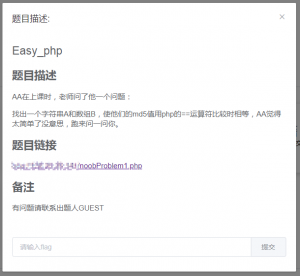 题目描述:
×
Easy_php
题目描述
AA在上课时，老师问了他一个问题：
找出一个字符串A和数组B，使他们的md5值用php的==运算符比较时相等，AA觉得
太简单了没意思，跑来问一问你。
题目链接
/noobProblem1.php
备注
有问题请联系出题人GUEST
请输入flag
提交